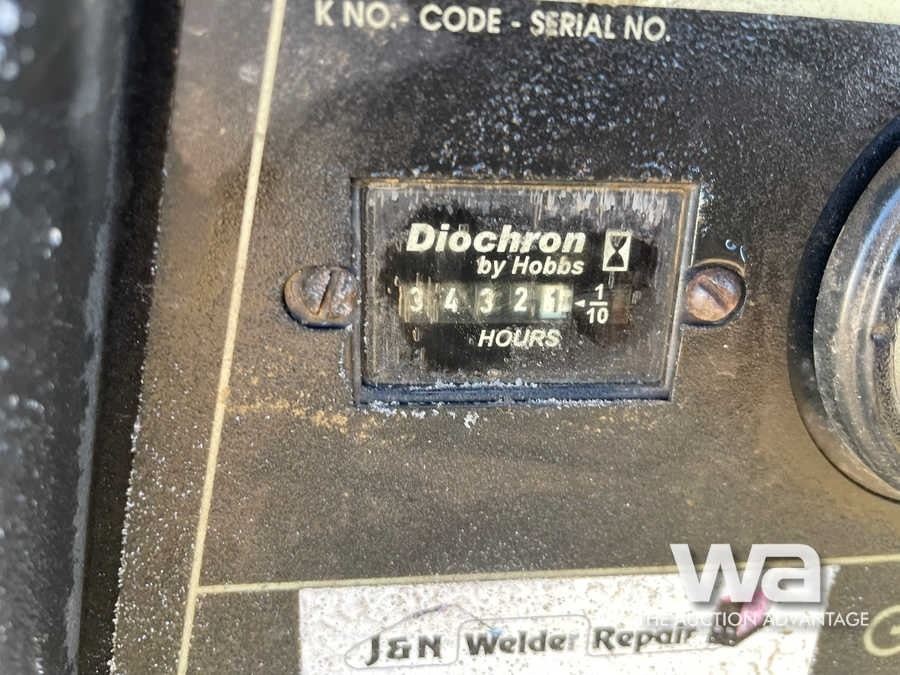 K NO.- CODE - SERIAL NO.
Diochron
by Hobbs
3 4 3 2 1
1/10
HOURS
wa
THE AUCTION ADVANTAGE
J&N Welder Repair